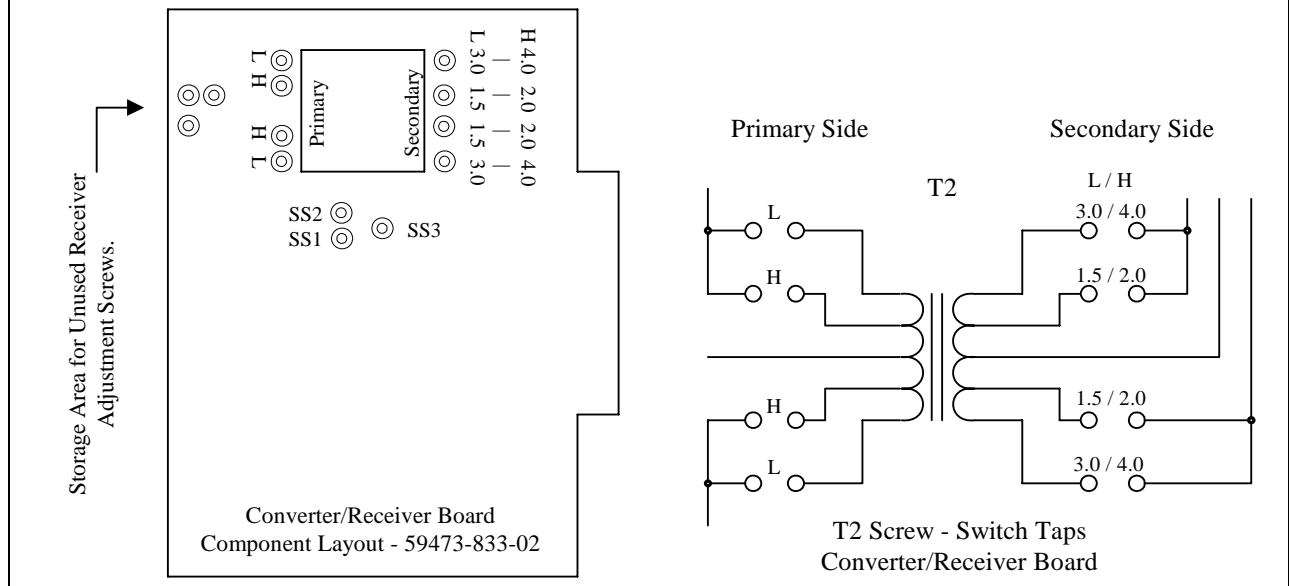 L
H
H
L
Primary
Secondary
L H
3.0 — 4.0
1.5 — 2.0
1.5 — 2.0
3.0 — 4.0
SS2
SS1
SS3
Storage Area for Unused Receiver
Adjustment Screws.
Converter/Receiver Board
Component Layout - 59473-833-02
Primary Side
Secondary Side
T2
L / H
L
3.0 / 4.0
H
1.5 / 2.0
H
1.5 / 2.0
L
3.0 / 4.0
T2 Screw - Switch Taps
Converter/Receiver Board